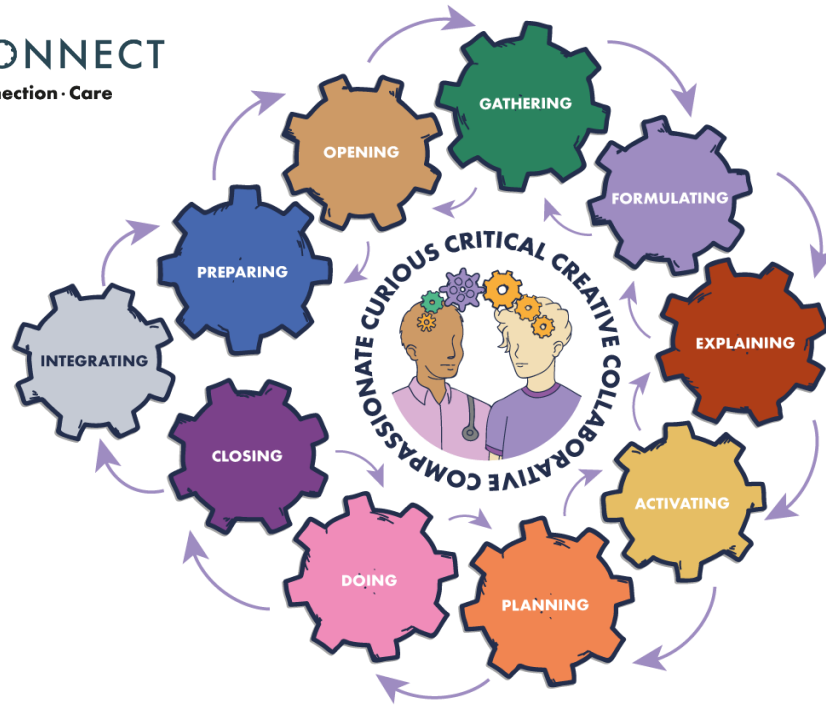 ONNECT
nection · Care
GATHERING
OPENING
FORMULATING
PREPARING
EXPLAINING
INTEGRATING
CLOSING
ACTIVATING
DOING
PLANNING
COMPASSIONATE CURIOUS CRITICAL CREATIVE COLLABORATIVE